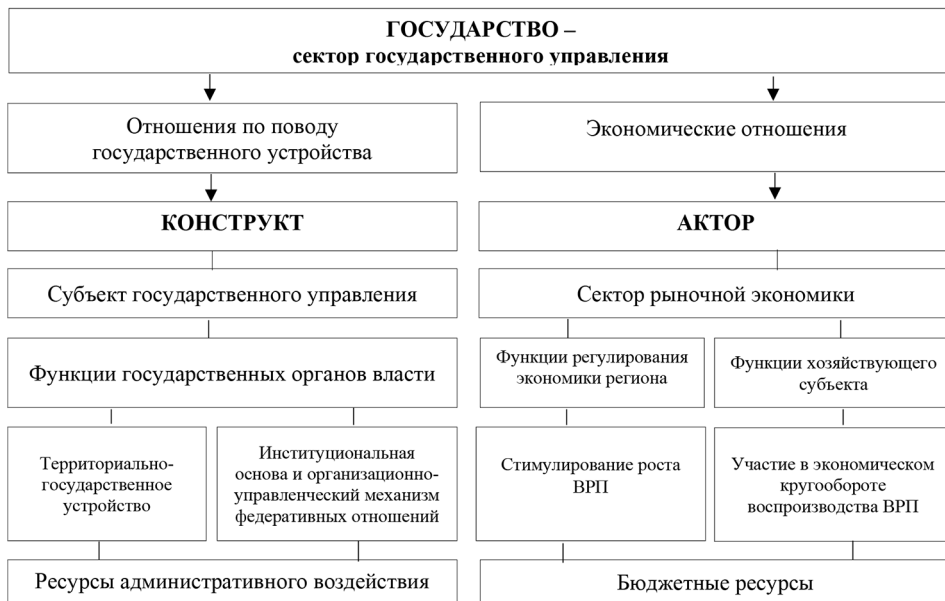 ГОСУДАРСТВО –
сектор государственного управления
Отношения по поводу
государственного устройства
Экономические отношения
КОНСТРУКТ
АКТОР
Субъект государственного управления
Сектор рыночной экономики
Функции государственных органов власти
Функции регулирования
экономики региона
Функции хозяйствующего
субъекта
Территориально-
государственное
устройство
Институциональная
основа и организационно-
управленческий механизм
федеративных отношений
Стимулирование роста
ВРП
Участие в экономическом
кругообороте
воспроизводства ВРП
Ресурсы административного воздействия
Бюджетные ресурсы